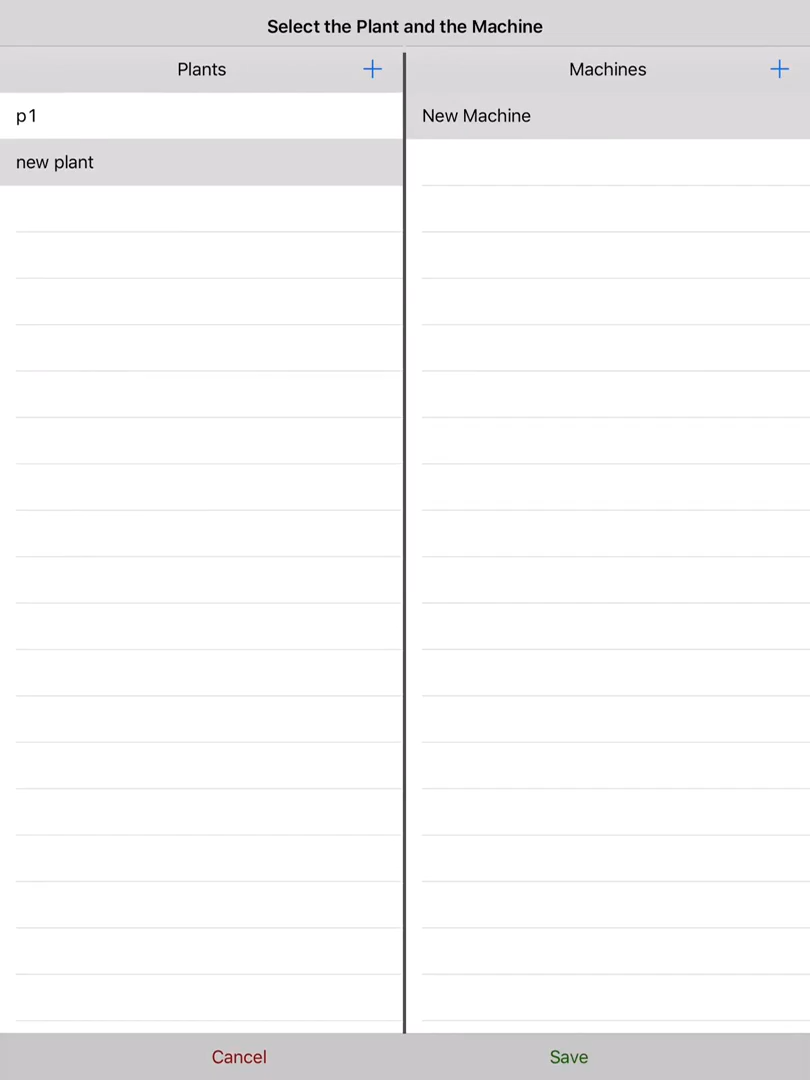 Select the Plant and the Machine
Plants +
Machines +
p1
New Machine
new plant
Cancel
Save